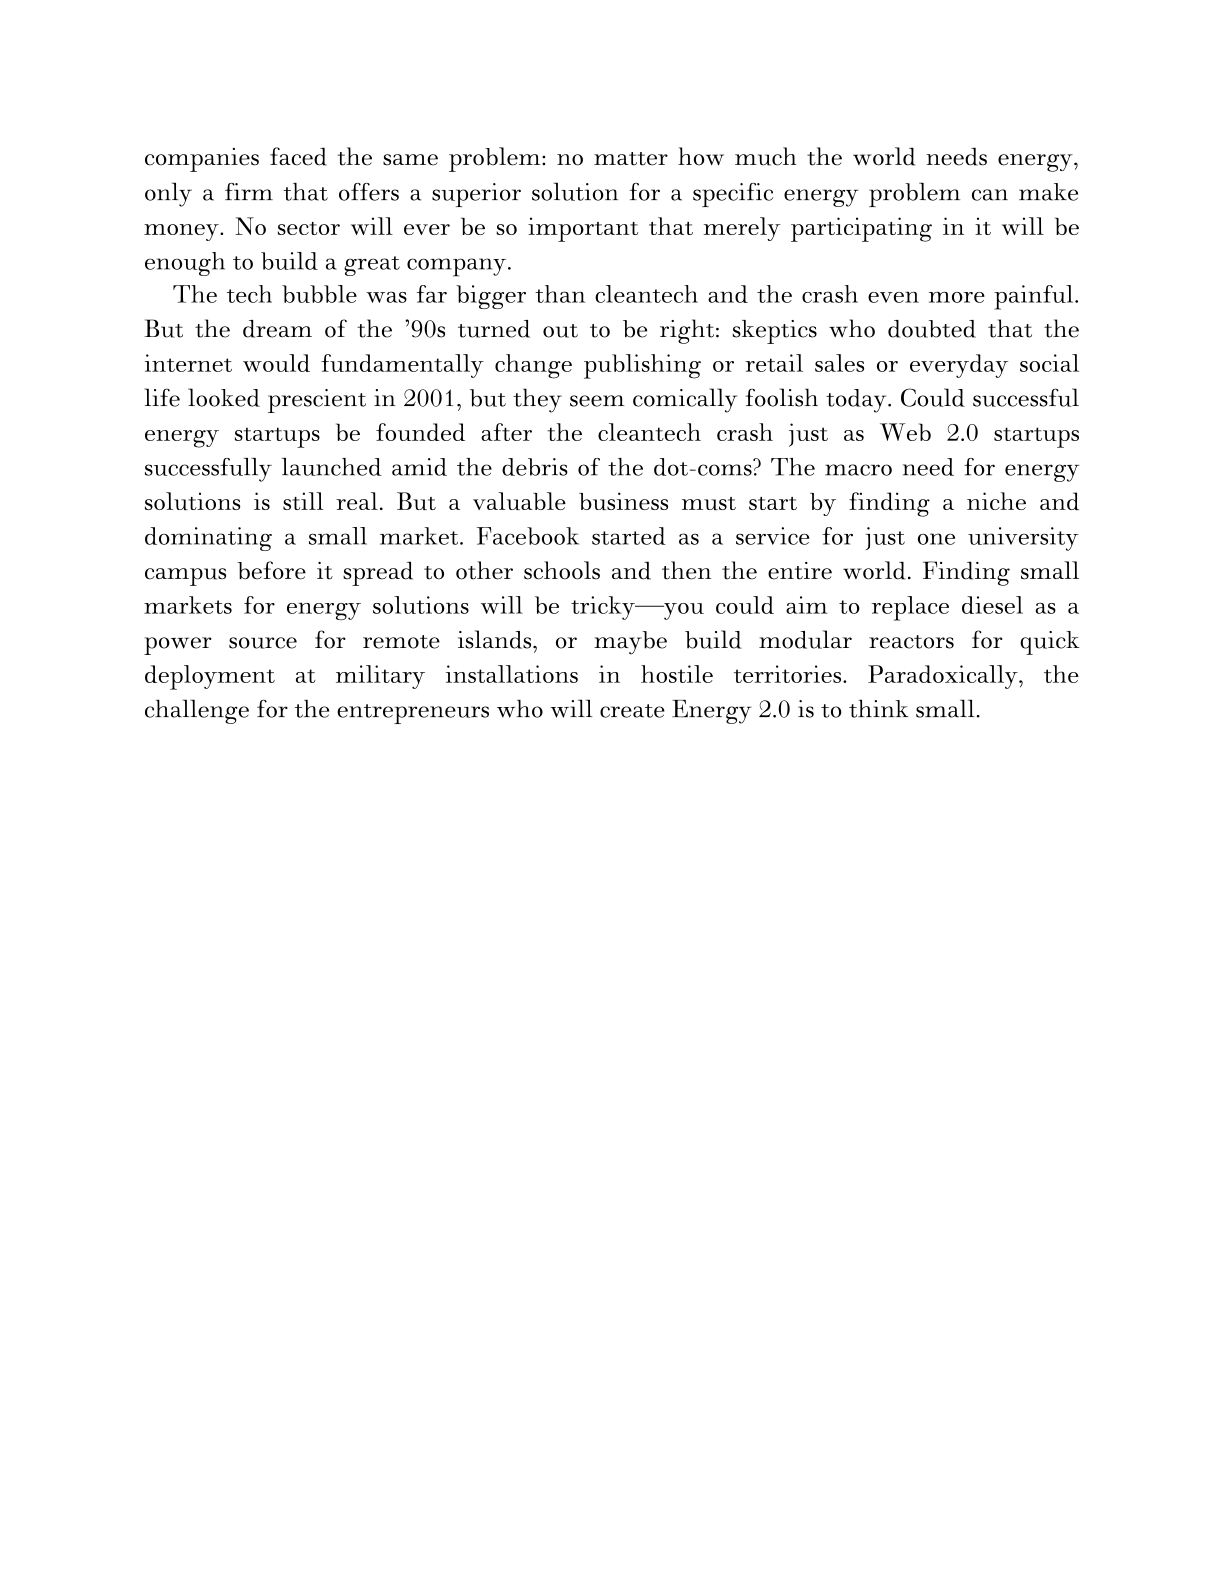 companies faced the same problem: no matter how much the world needs energy,
only a firm that offers a superior solution for a specific energy problem can make
money. No sector will ever be so important that merely participating in it will be
enough to build a great company.
The tech bubble was far bigger than cleantech and the crash even more painful.
But the dream of the ’90s turned out to be right: skeptics who doubted that the
internet would fundamentally change publishing or retail sales or everyday social
life looked prescient in 2001, but they seem comically foolish today. Could successful
energy startups be founded after the cleantech crash just as Web 2.0 startups
successfully launched amid the debris of the dot-coms? The macro need for energy
solutions is still real. But a valuable business must start by finding a niche and
dominating a small market. Facebook started as a service for just one university
campus before it spread to other schools and then the entire world. Finding small
markets for energy solutions will be tricky—you could aim to replace diesel as a
power source for remote islands, or maybe build modular reactors for quick
deployment at military installations in hostile territories. Paradoxically, the
challenge for the entrepreneurs who will create Energy 2.0 is to think small.